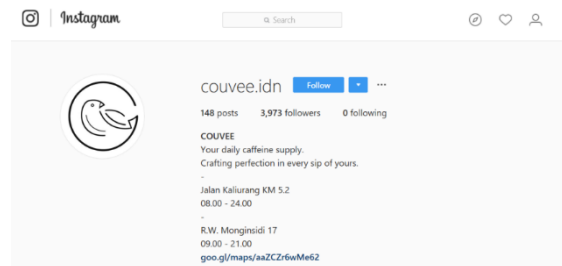 Instagram
Search
couvee.idn Follow ...
148 posts 3,973 followers 0 following
COUVEE
Your daily caffeine supply.
Crafting perfection in every sip of yours.
-
Jalan Kaliurang KM 5.2
08.00 - 24.00
-
R.W. Monginsidi 17
09.00 - 21.00
goo.gl/maps/aaZCZr6wMe62